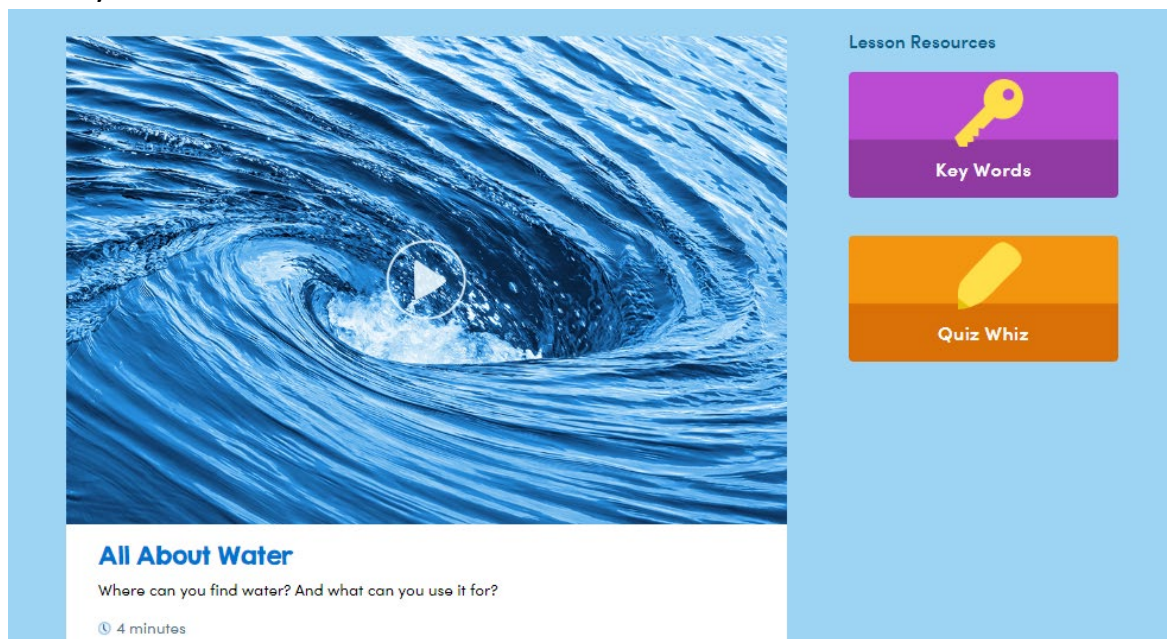 All About Water
Where can you find water? And what can you use it for?
4 minutes
Lesson Resources
Key Words
Quiz Whiz